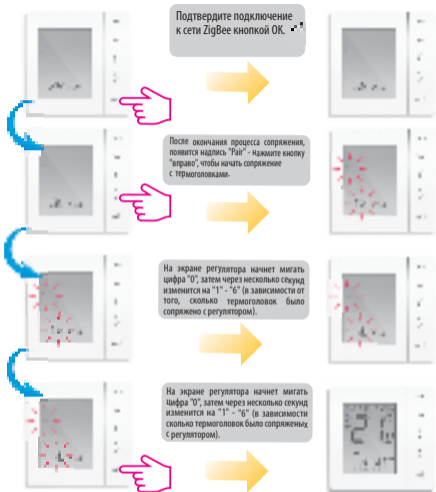 Подтвердите подключение
к сети ZigBee кнопкой OK.
После окончания процесса сопряжения,
появится надпись "Pair" - нажмите кнопку
"вправо", чтобы начать сопряжение
с термоголовками.
На экране регулятора начнет мигать
цифра "0", затем через несколько секунд
изменится на "1" - "6" (в зависимости от
того, сколько термоголовок было
сопряжено с регулятором).
На экране регулятора начнет мигать
цифра "0", затем через несколько секунд
изменится на "1" - "6" (в зависимости
сколько термоголовок было сопряженых
с регулятором).